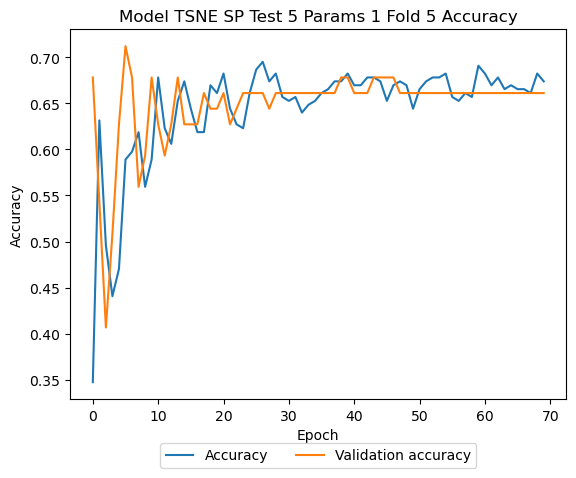 Model TSNE SP Test 5 Params 1 Fold 5 Accuracy
Accuracy
0.70
0.65
0.60
0.55
0.50
0.45
0.40
0.35
0 10 20 30 40 50 60 70
Epoch
Accuracy Validation accuracy